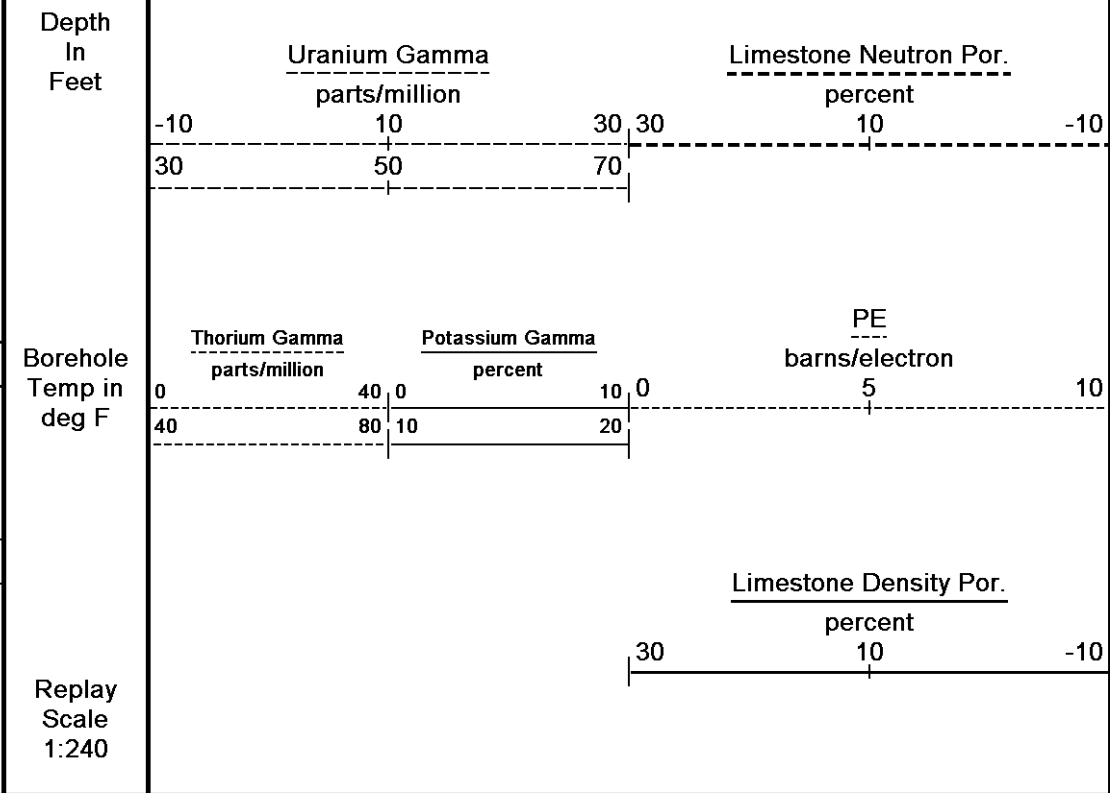 Depth
In
Feet
Uranium Gamma
parts/million
-10 10 30
30 50 70
Limestone Neutron Por.
percent
30 10 -10
Borehole
Temp in
deg F
Thorium Gamma
parts/million
0 40
40 80
Potassium Gamma
percent
0 10
10 20
PE
barns/electron
0 5 10
Limestone Density Por.
percent
30 10 -10
Replay
Scale
1:240